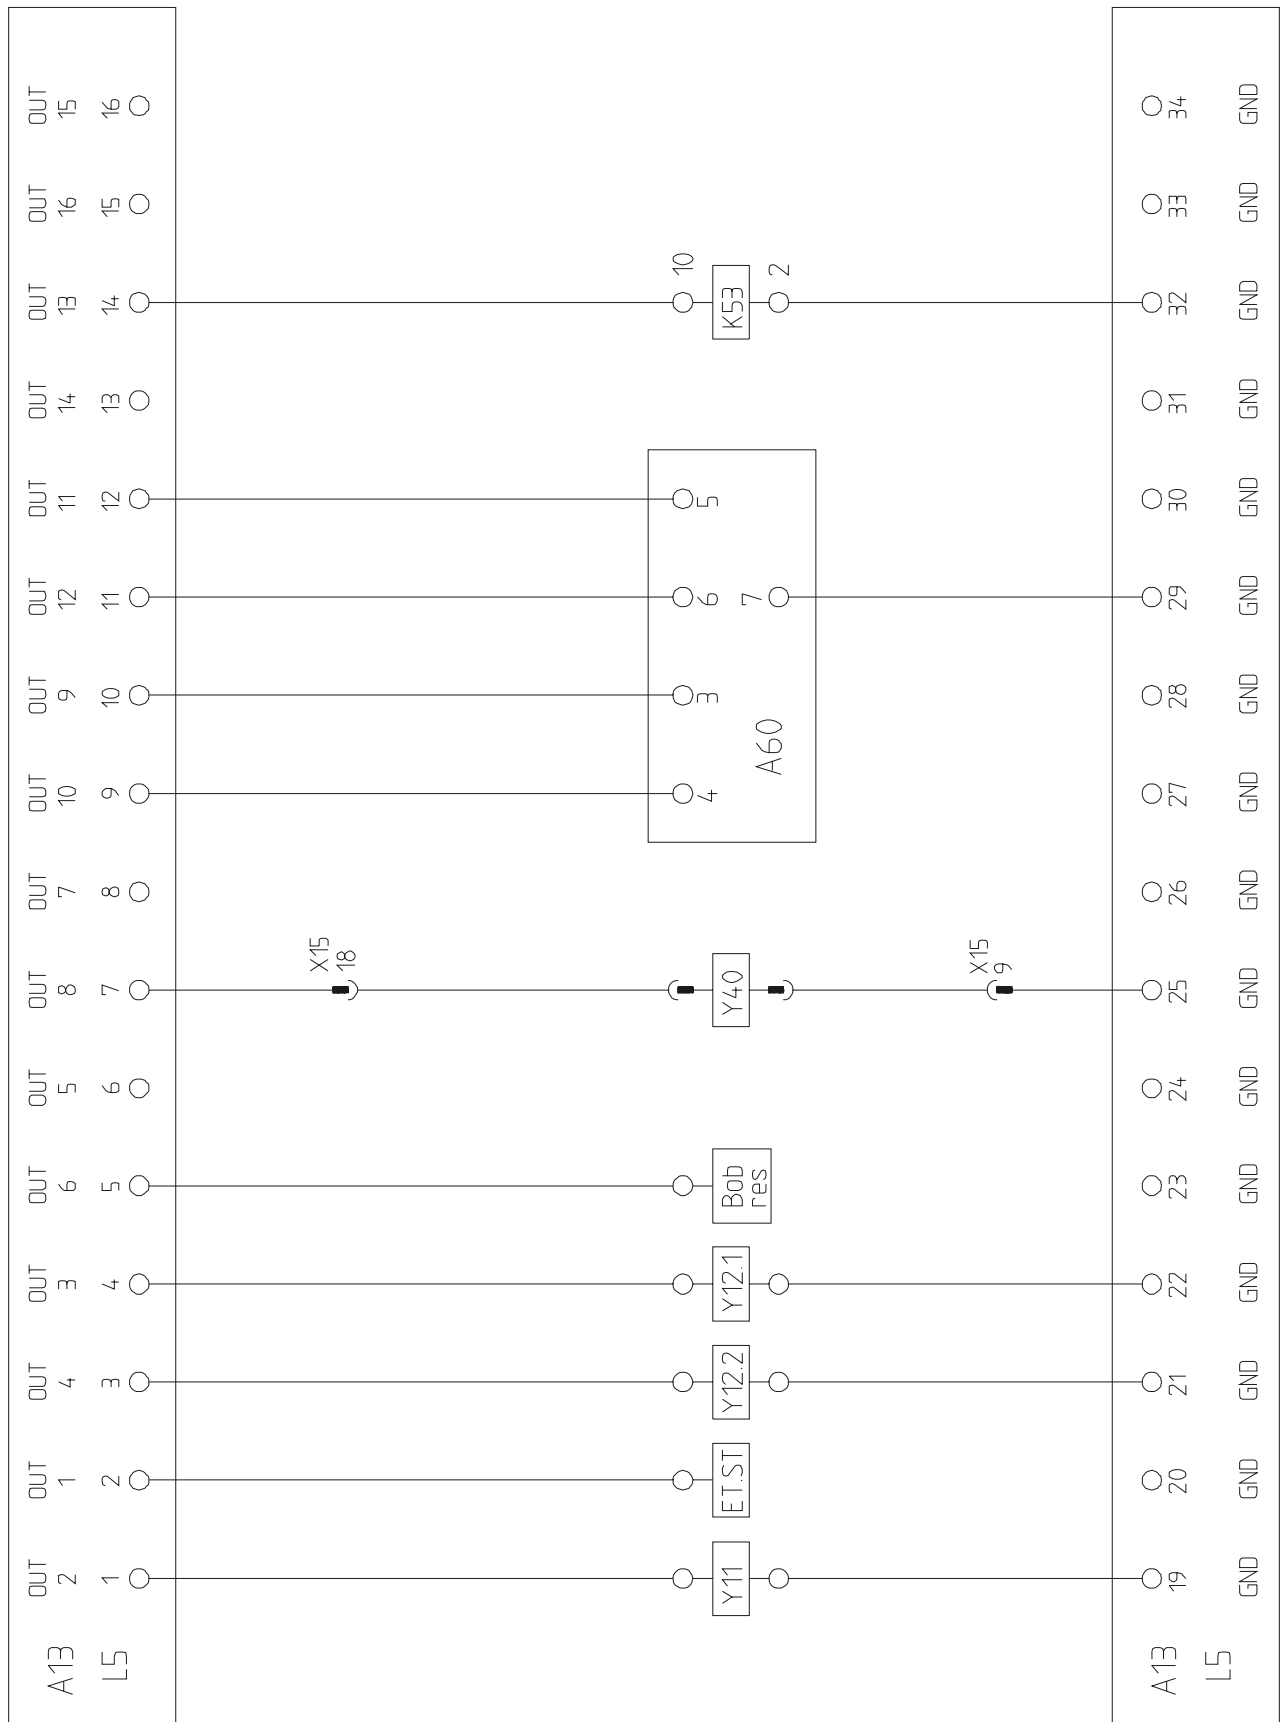 OUT OUT OUT OUT OUT OUT OUT OUT OUT OUT OUT OUT OUT OUT OUT OUT
A13 2 1 4 3 6 5 8 7 10 9 12 11 14 13 16 15
L5 1 2 3 4 5 6 7 8 9 10 11 12 13 14 15 16
X15
18
10
4 3 6 5
Y11 ET.ST Y12.2 Y12.1 Bob Y40 K53
res
A60 7 2
X15
9
A13 19 20 21 22 23 24 25 26 27 28 29 30 31 32 33 34
L5
GND GND GND GND GND GND GND GND GND GND GND GND GND GND GND GND